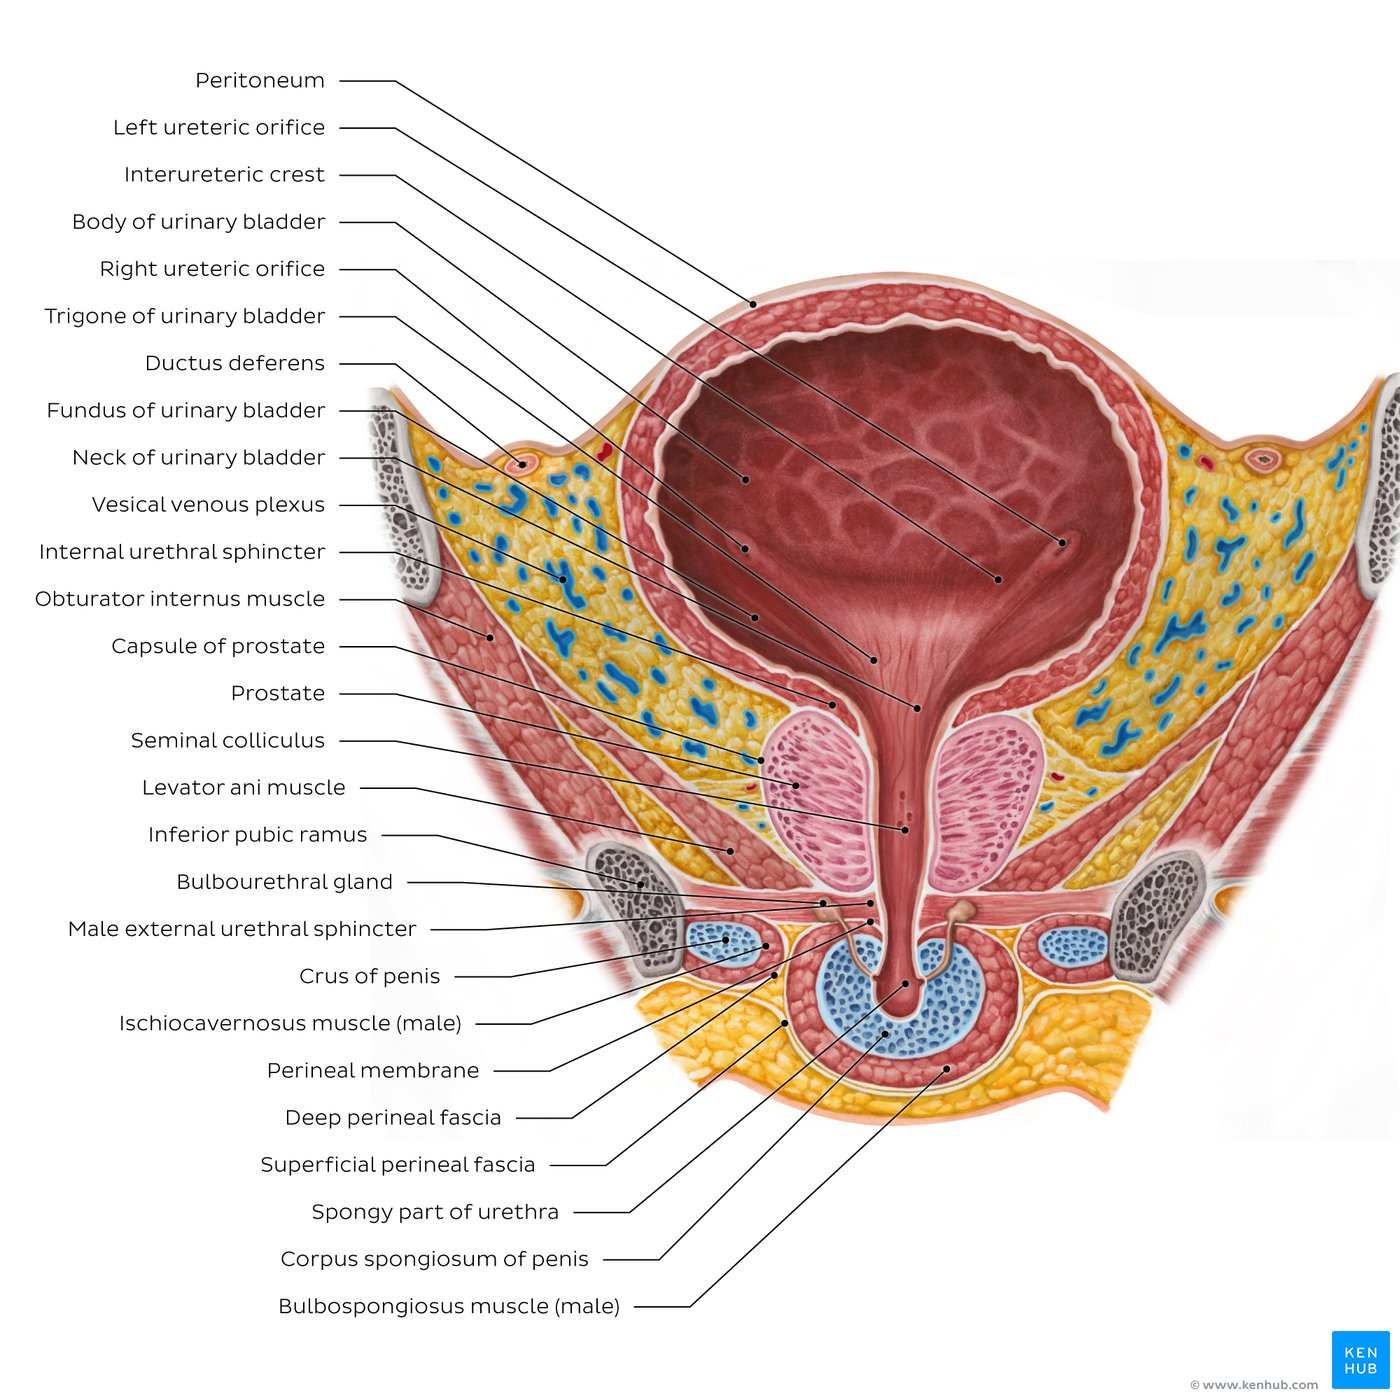 Peritoneum
Left ureteric orifice
Interureteric crest
Body of urinary bladder
Right ureteric orifice
Trigone of urinary bladder
Ductus deferens
Fundus of urinary bladder
Neck of urinary bladder
Vesical venous plexus
Internal urethral sphincter
Obturator internus muscle
Capsule of prostate
Prostate
Seminal colliculus
Levator ani muscle
Inferior pubic ramus
Bulbourethral gland
Male external urethral sphincter
Crus of penis
Ischiocavernosus muscle (male)
Perineal membrane
Deep perineal fascia
Superficial perineal fascia
Spongy part of urethra
Corpus spongiosum of penis
Bulbospongiosus muscle (male)
KEN
HUB
© www.kenhub.com